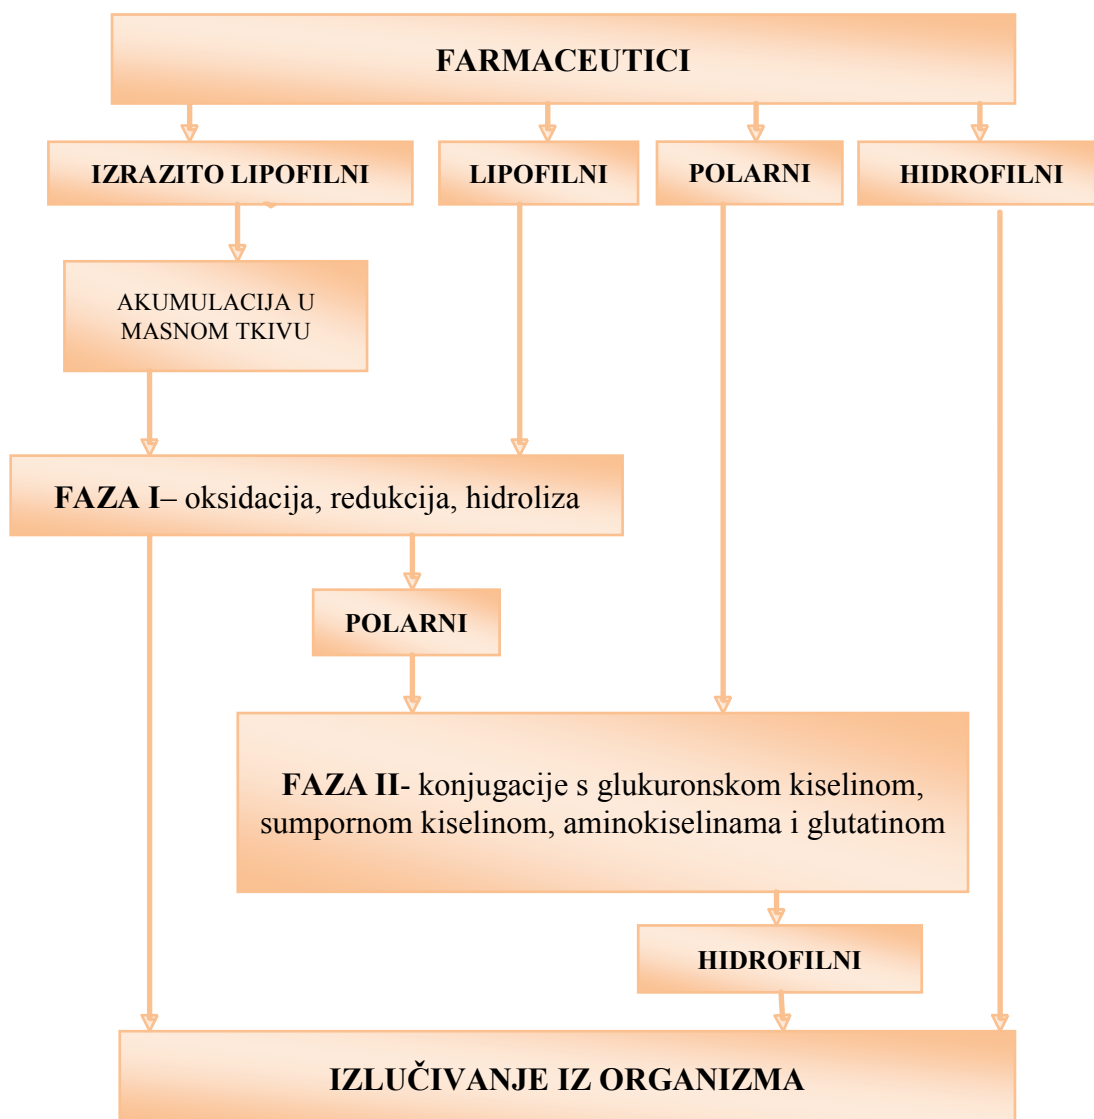 FARMACEUTICI
IZRAZITO LIPOFILNI
LIPOFILNI
POLARNI
HIDROFILNI
AKUMULACIJA U
MASNOM TKIVU
FAZA I– oksidacija, redukcija, hidroliza
POLARNI
FAZA II- konjugacije s glukuronskom kiselinom,
sumpornom kiselinom, aminokiselinama i glutatinom
HIDROFILNI
IZLUČIVANJE IZ ORGANIZMA